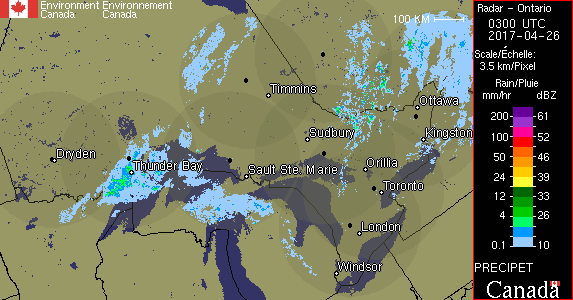 Environment Environnement
Canada Canada
100 KM
Timmins
Ottawa
Sudbury
Kingston
Dryden
Thunder Bay
Sault Ste. Marie
Orillia
Toronto
London
Windsor
Radar - Ontario
0300 UTC
2017-04-26
Scale/Échelle:
3.5 km/Pixel
Rain/Pluie
mm/hr dBZ
200 61
100 52
50 46
24 39
12 33
4 26
0.1 10
PRECIPET
Canada